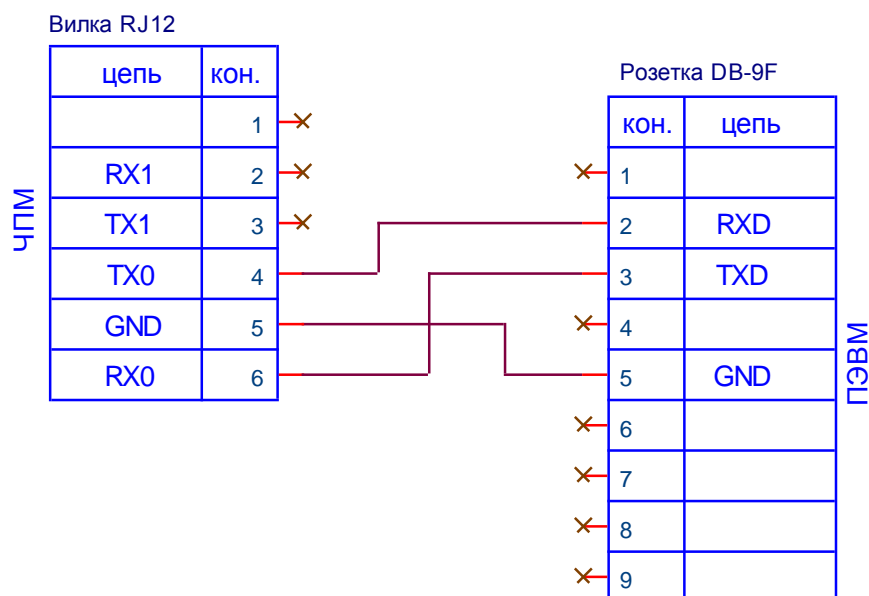 Вилка RJ12
цепь кон.
1
RX1 2
TX1 3
TX0 4
GND 5
RX0 6
ЧПМ
Розетка DB-9F
кон. цепь
1
2 RXD
3 TXD
4
5 GND
6
7
8
9
ПЭВМ